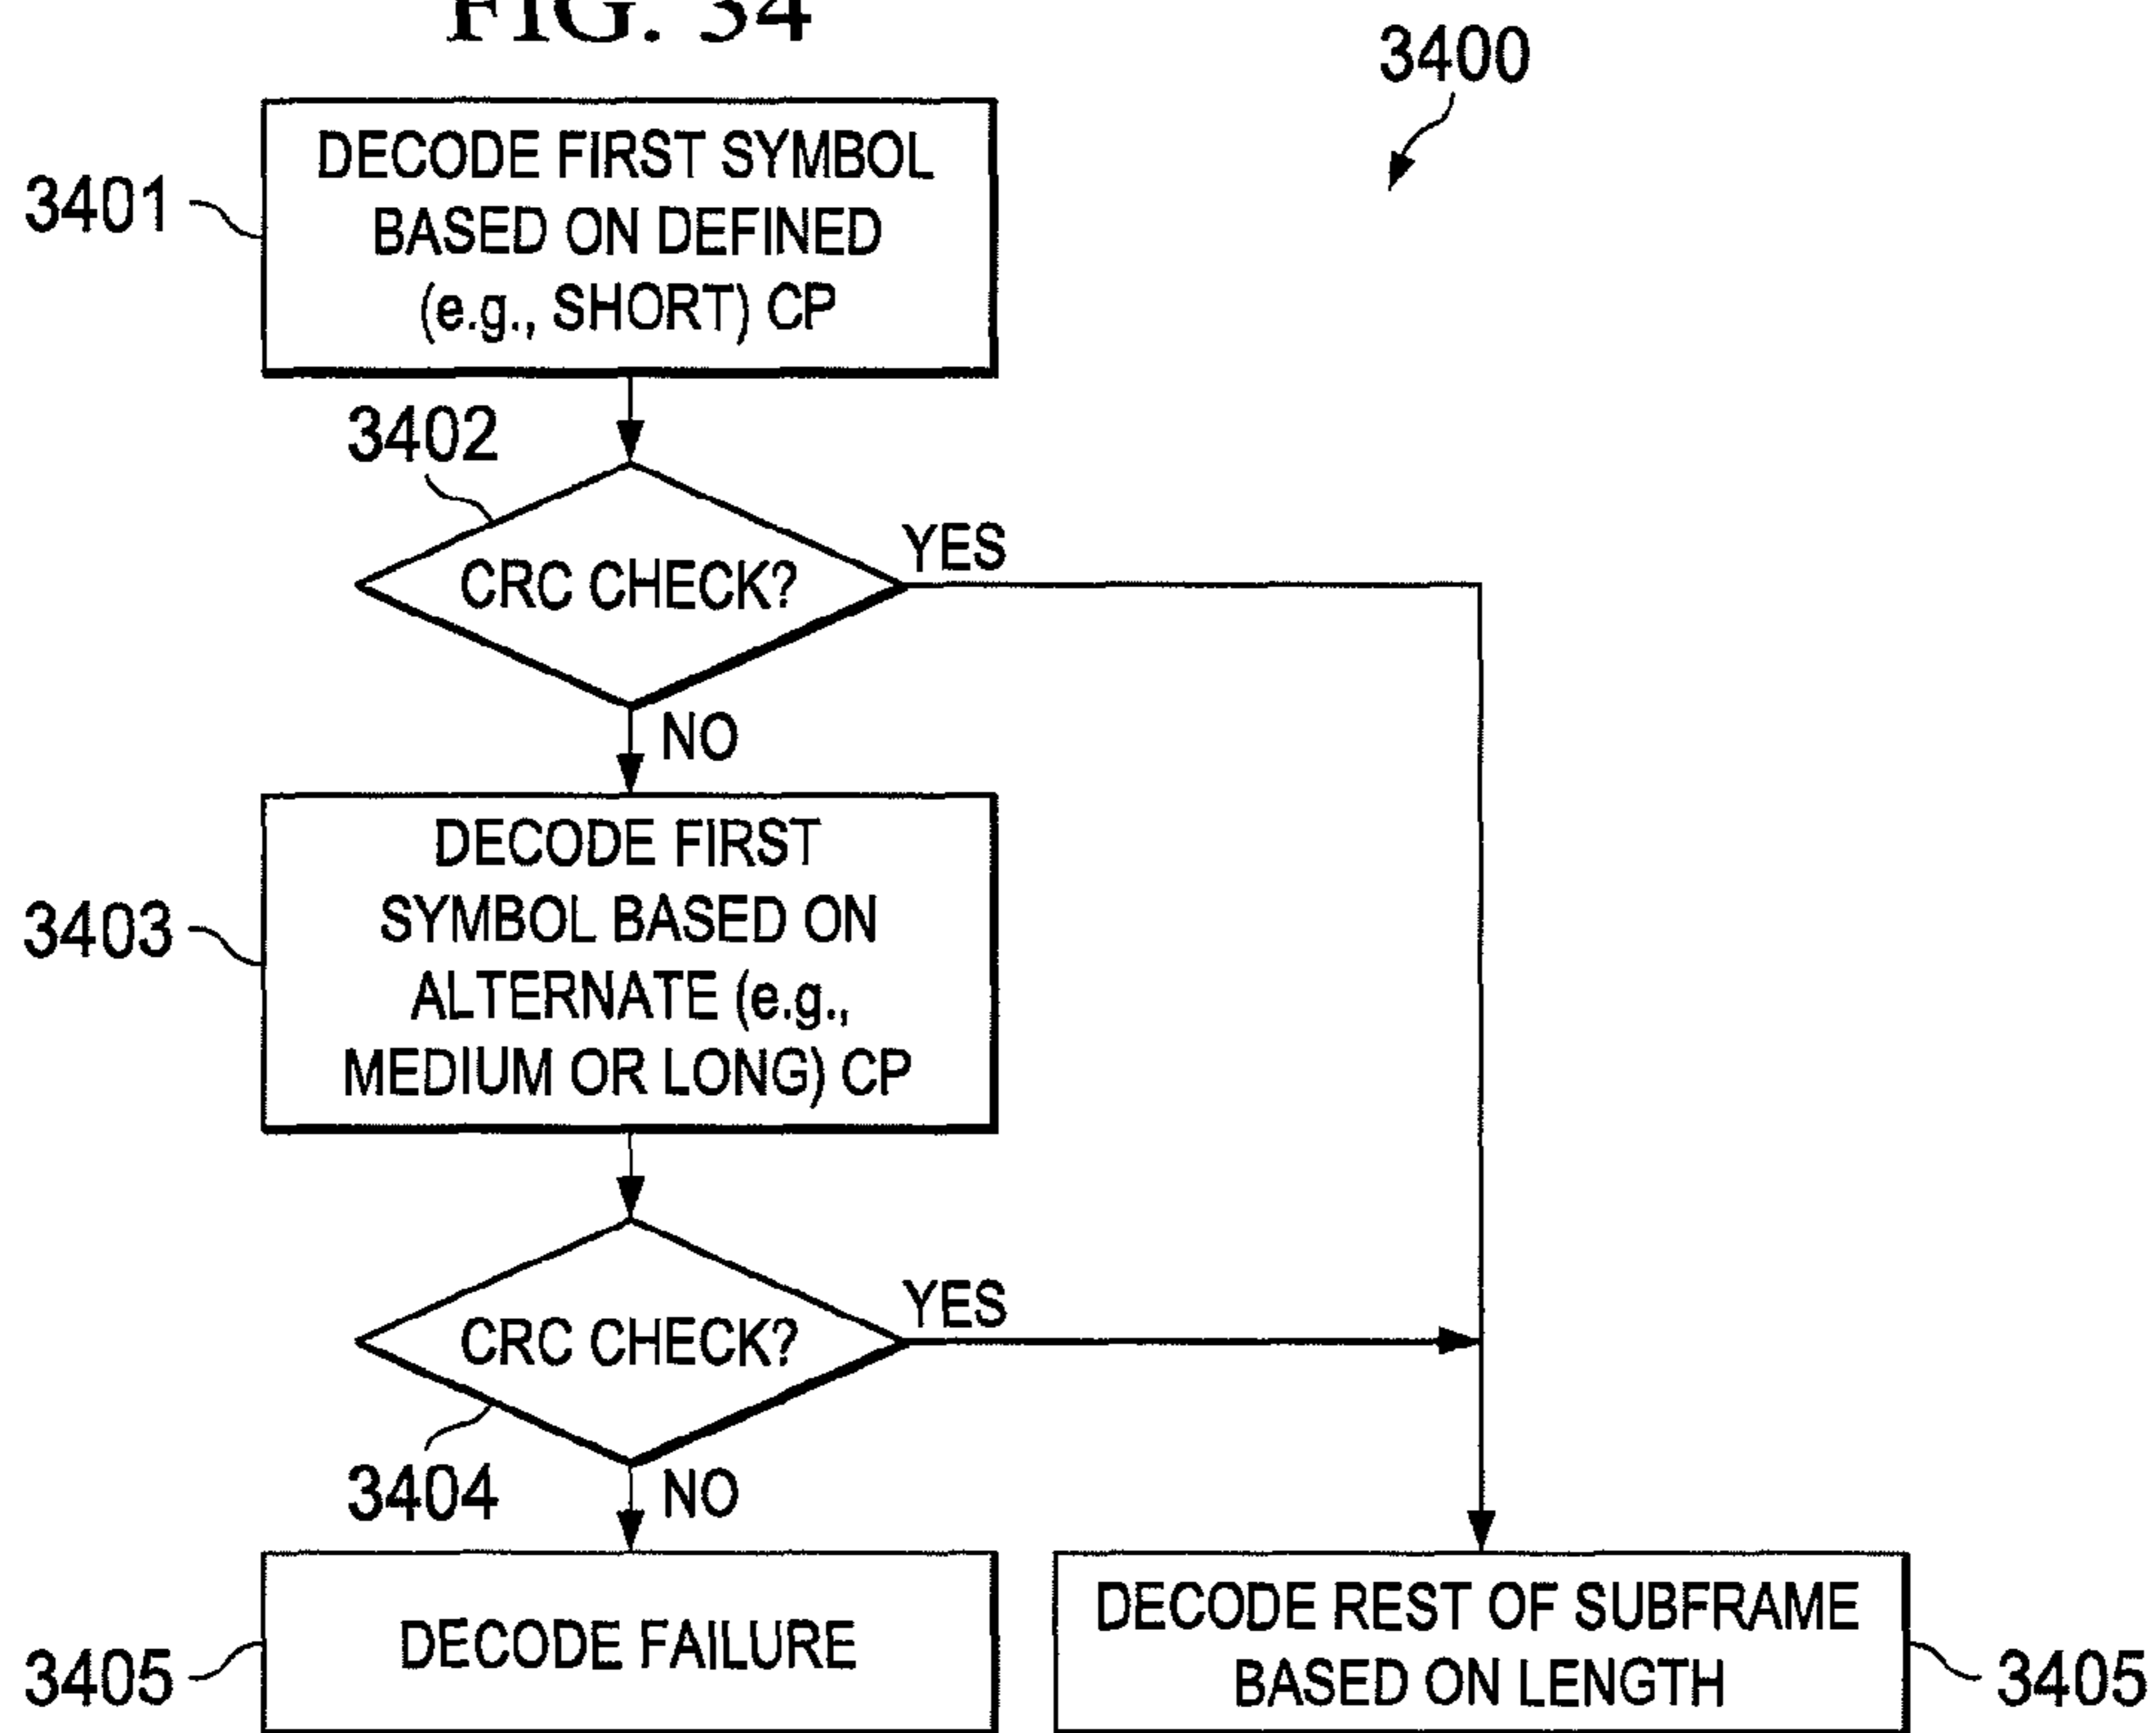 FIG. 34
3400
DECODE FIRST SYMBOL
BASED ON DEFINED
(e.g., SHORT) CP
3401
3402
CRC CHECK?
YES
NO
DECODE FIRST
SYMBOL BASED ON
ALTERNATE (e.g.,
MEDIUM OR LONG) CP
3403
CRC CHECK?
YES
3404
NO
DECODE FAILURE
3405
DECODE REST OF SUBFRAME
BASED ON LENGTH
3405